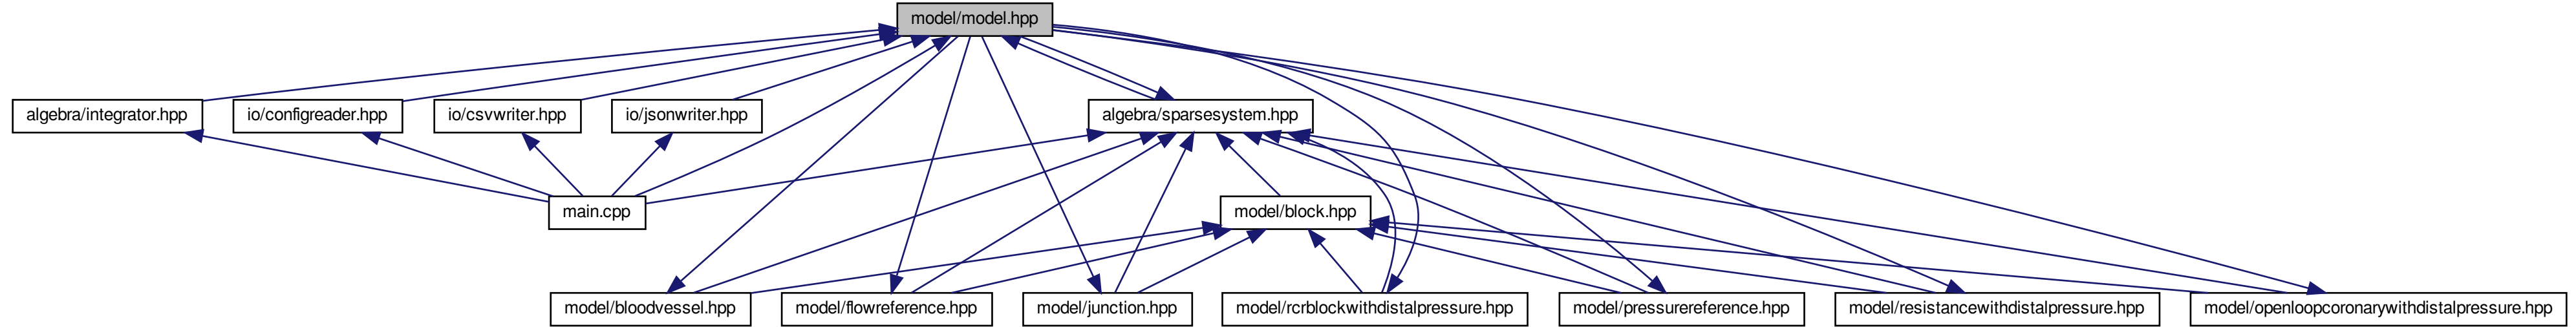 model/model.hpp
algebra/integrator.hpp
io/configreader.hpp
io/csvwriter.hpp
io/jsonwriter.hpp
algebra/sparsesystem.hpp
main.cpp
model/block.hpp
model/bloodvessel.hpp
model/flowreference.hpp
model/junction.hpp
model/rcrblockwithdistalpressure.hpp
model/pressurereference.hpp
model/resistancewithdistalpressure.hpp
model/openloopcoronarywithdistalpressure.hpp